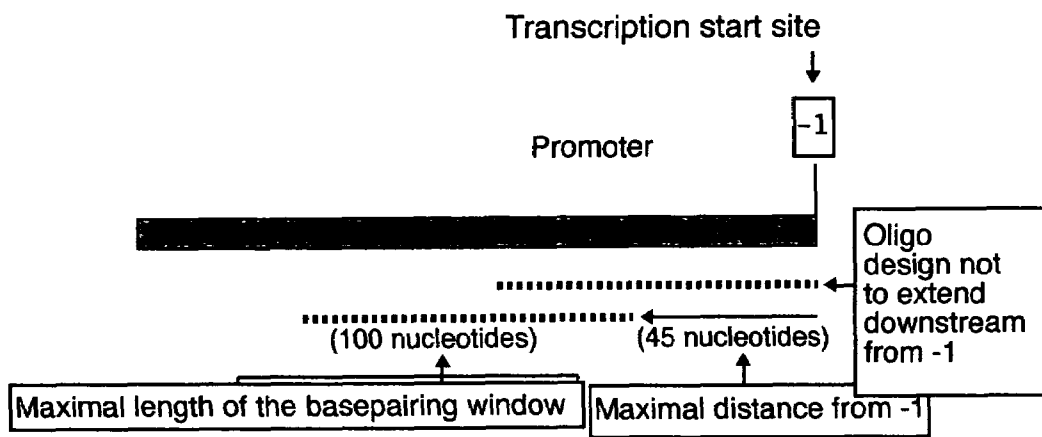 Transcription start site
-1
Promoter
Oligo
design not
to extend
downstream
from -1
(100 nucleotides)
(45 nucleotides)
Maximal length of the basepairing window
Maximal distance from -1